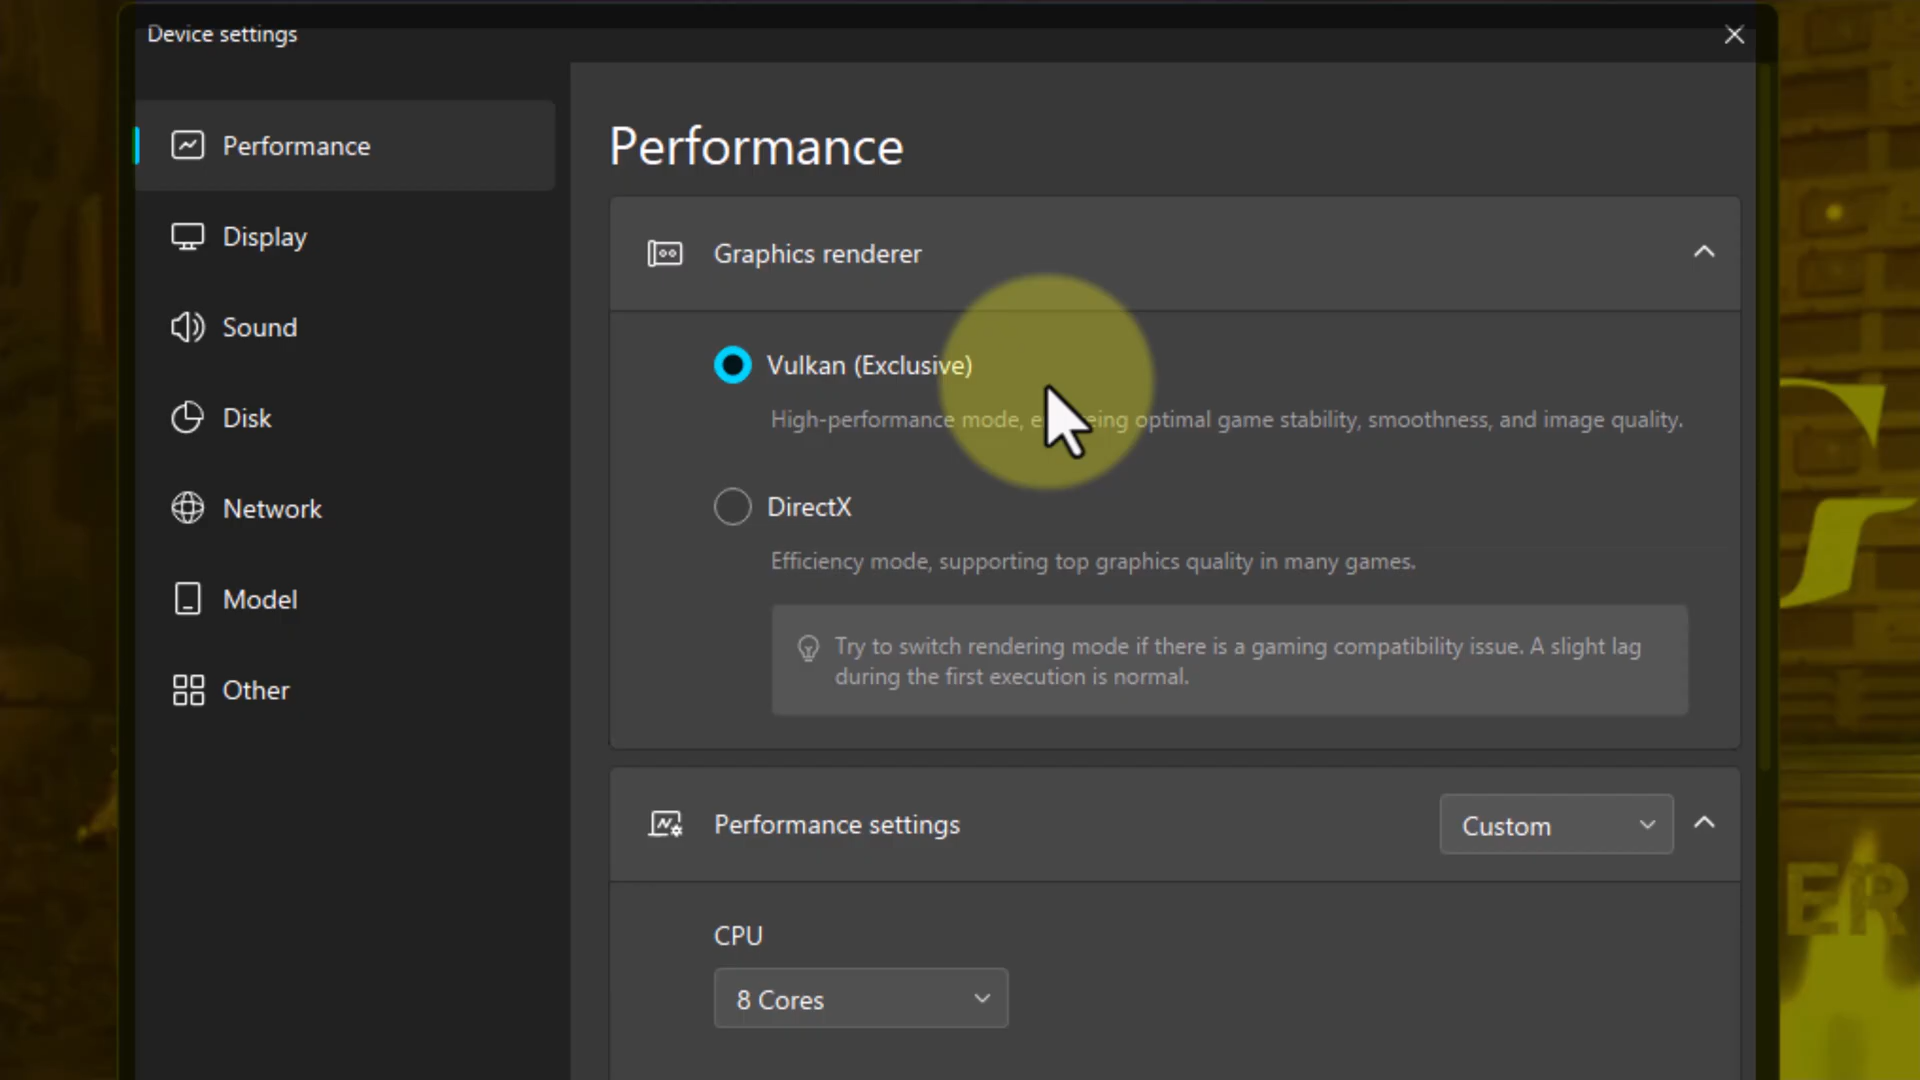 Device settings
Performance
Display
Sound
Disk
Network
Model
Other
Performance
Graphics renderer
Vulkan (Exclusive)
High-performance mode, eing optimal game stability, smoothness, and image quality.
DirectX
Efficiency mode, supporting top graphics quality in many games.
Try to switch rendering mode if there is a gaming compatibility issue. A slight lag
during the first execution is normal.
Performance settings
Custom
CPU
8 Cores
ER